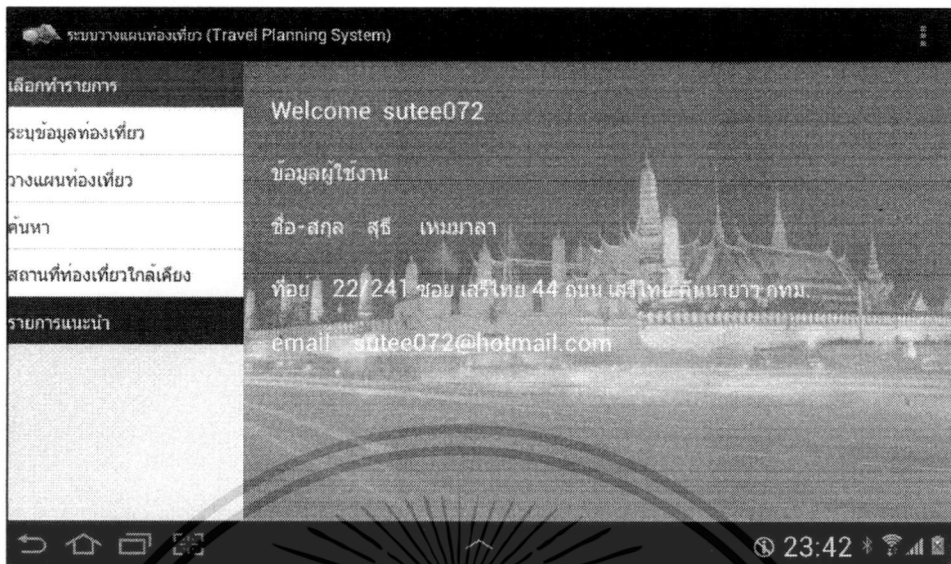 ระบบวางแผนท่องเที่ยว (Travel Planning System)
เลือกทำรายการ
ระบุข้อมูลท่องเที่ยว
วางแผนท่องเที่ยว
ค้นหา
สถานที่ท่องเที่ยวใกล้เคียง
รายการแนะนำ
Welcome sutee072
ข้อมูลผู้ใช้งาน
ชื่อ-สกุล สุธี เหมมาลา
ที่อยู่ 22/241 ซอย เสรีไทย 44 ถนน เสรีไทย คันนายาว กทม.
email sutee072@hotmail.com
23:42